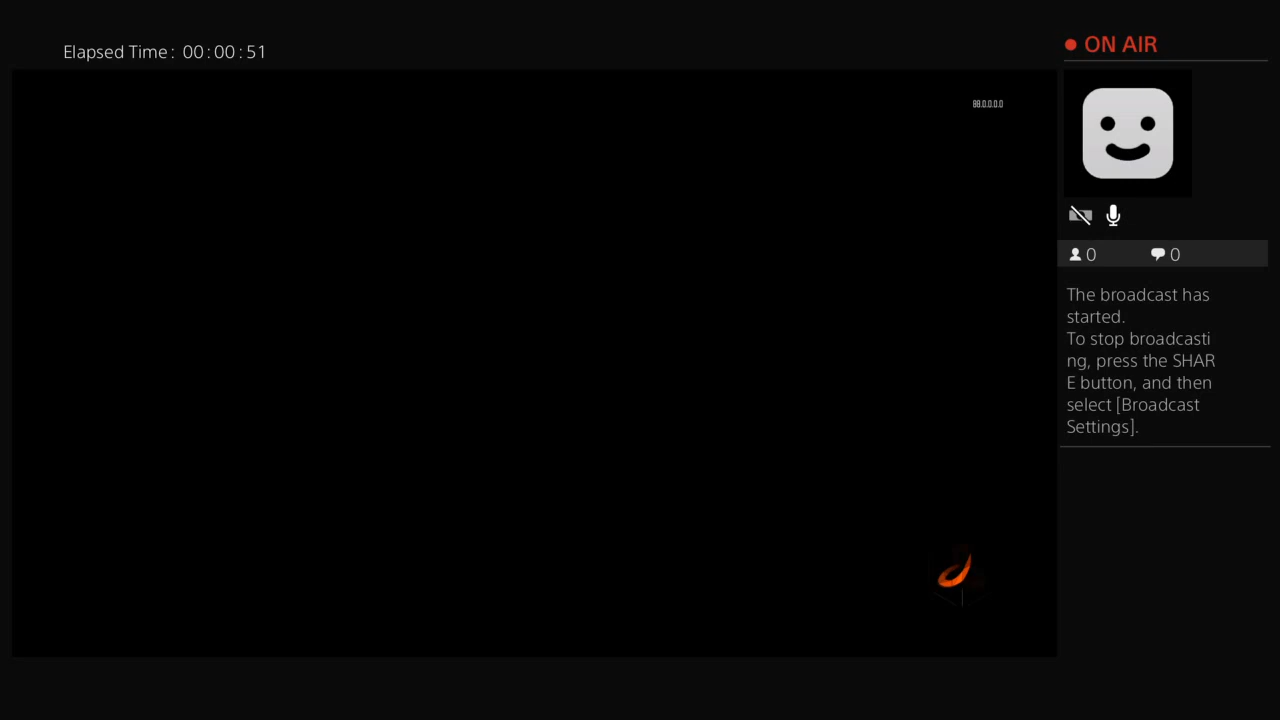 Elapsed Time: 00:00:51
ON AIR
0
0
The broadcast has
started.
To stop broadcasti
ng, press the SHAR
E button, and then
select [Broadcast
Settings].